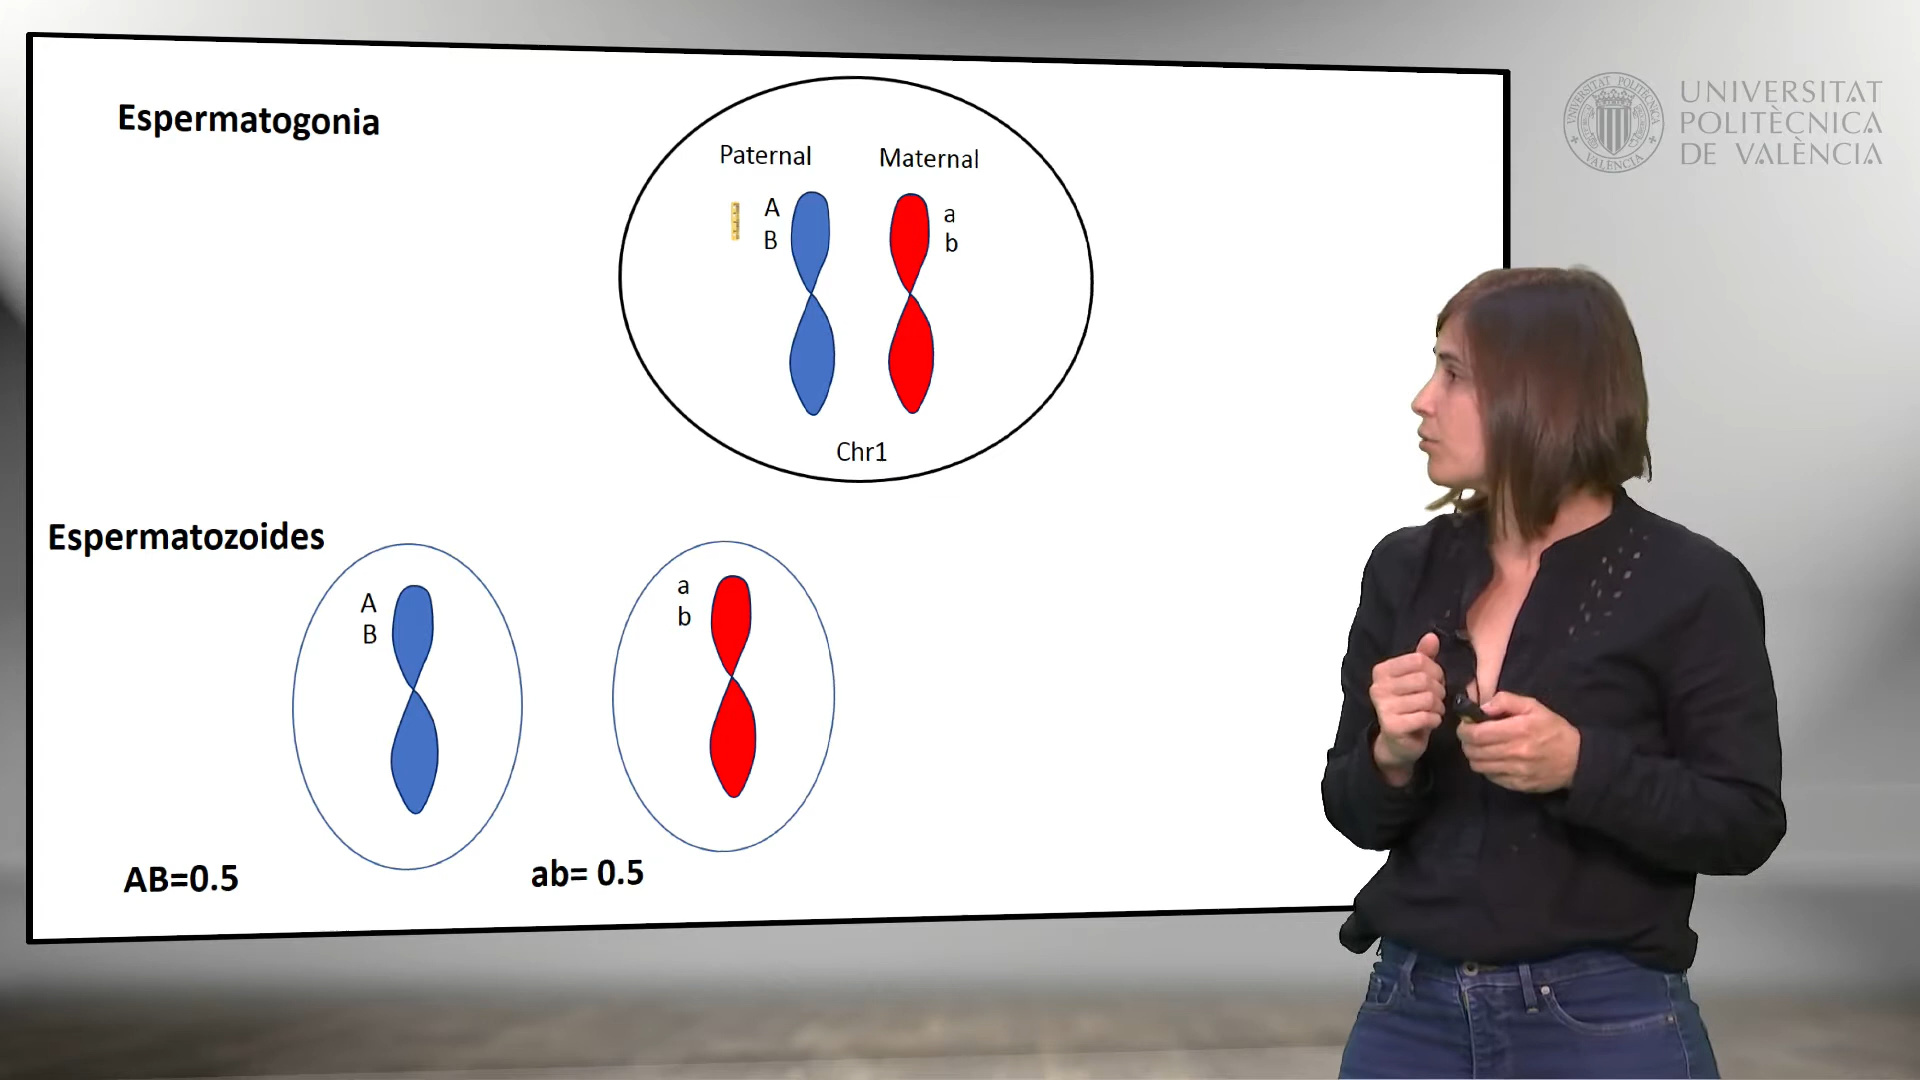 Espermatogonia
Paternal
Maternal
A
B
a
b
Chr1
Espermatozoides
A
B
a
b
AB=0.5
ab= 0.5
UNIVERSITAT
POLITÈCNICA
DE VALÈNCIA